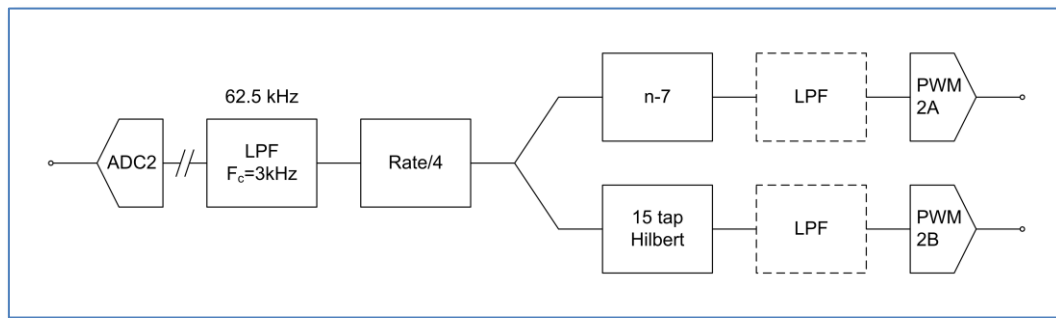 62.5 kHz
ADC2
LPF
Fc=3kHz
Rate/4
n-7
LPF
PWM
2A
15 tap
Hilbert
LPF
PWM
2B